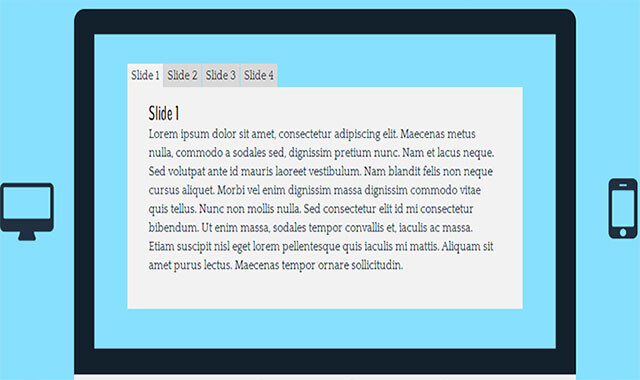 Slide 1 Slide 2 Slide 3 Slide 4
Slide 1
Lorem ipsum dolor sit amet, consectetur adipiscing elit. Maecenas metus
nulla, commodo a sodales sed, dignissim pretium nunc. Nam et lacus neque.
Sed volutpat ante id mauris laoreet vestibulum. Nam blandit felis non neque
cursus aliquet. Morbi vel enim dignissim massa dignissim commodo vitae
quis tellus. Nunc non mollis nulla. Sed consectetur elit id mi consectetur
bibendum. Ut enim massa, sodales tempor convallis et, iaculis ac massa.
Etiam suscipit nisl eget lorem pellentesque quis iaculis mi mattis. Aliquam sit
amet purus lectus. Maecenas tempor ornare sollicitudin.